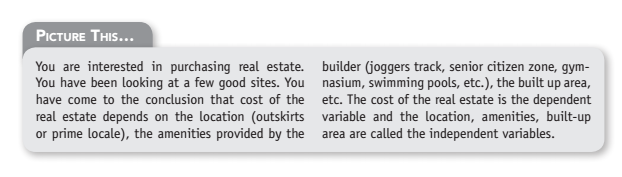 PICTURE THIS...
You are interested in purchasing real estate.
You have been looking at a few good sites. You
have come to the conclusion that cost of the
real estate depends on the location (outskirts
or prime locale), the amenities provided by the
builder (joggers track, senior citizen zone, gym-
nasium, swimming pools, etc.), the built up area,
etc. The cost of the real estate is the dependent
variable and the location, amenities, built-up
area are called the independent variables.